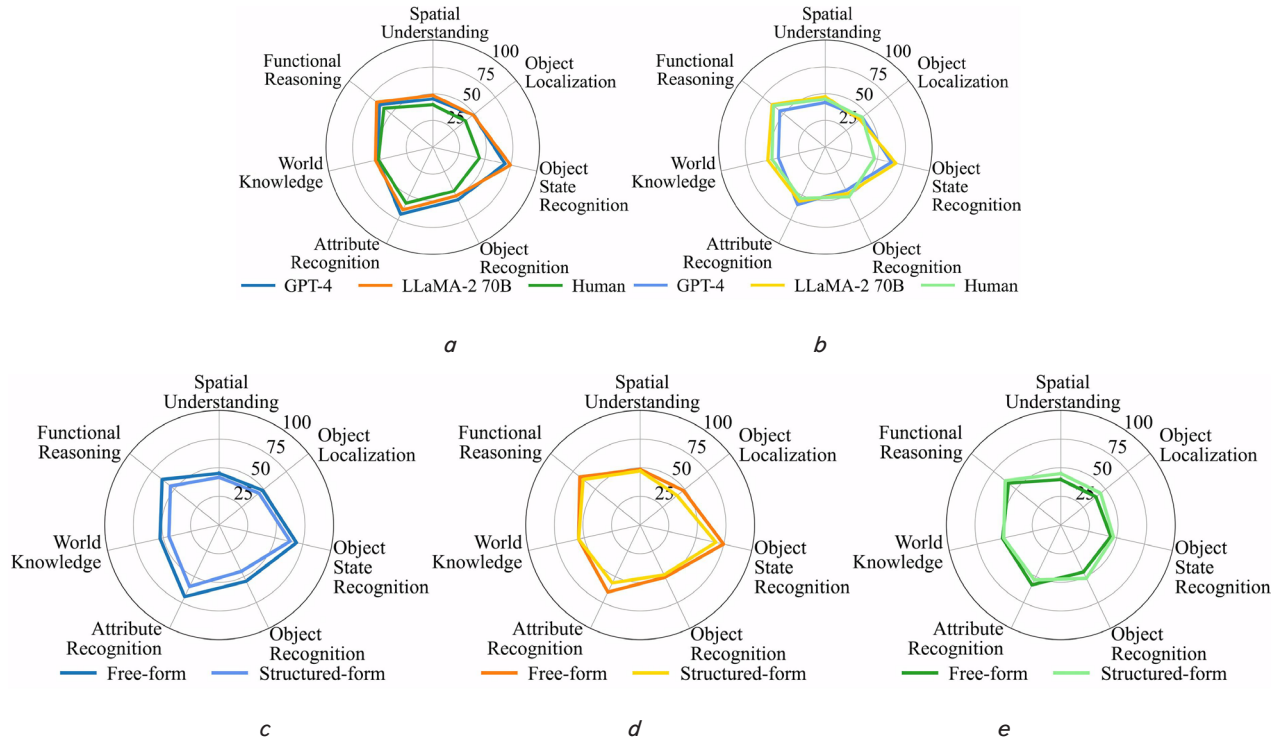 Spatial
Understanding
100
75
50
25
Object
Localization
Functional
Reasoning
World
Knowledge
Object
State
Recognition
Attribute
Recognition
Object
Recognition
GPT-4
LLaMA-2 70B
Human
Spatial
Understanding
100
75
50
25
Object
Localization
Functional
Reasoning
World
Knowledge
Object
State
Recognition
Attribute
Recognition
Object
Recognition
GPT-4
LLaMA-2 70B
Human
a
b
Spatial
Understanding
100
75
50
25
Object
Localization
Functional
Reasoning
World
Knowledge
Object
State
Recognition
Attribute
Recognition
Object
Recognition
Free-form
Structured-form
Spatial
Understanding
100
75
50
25
Object
Localization
Functional
Reasoning
World
Knowledge
Object
State
Recognition
Attribute
Recognition
Object
Recognition
Free-form
Structured-form
Spatial
Understanding
100
75
50
25
Object
Localization
Functional
Reasoning
World
Knowledge
Object
State
Recognition
Attribute
Recognition
Object
Recognition
Free-form
Structured-form
c
d
e